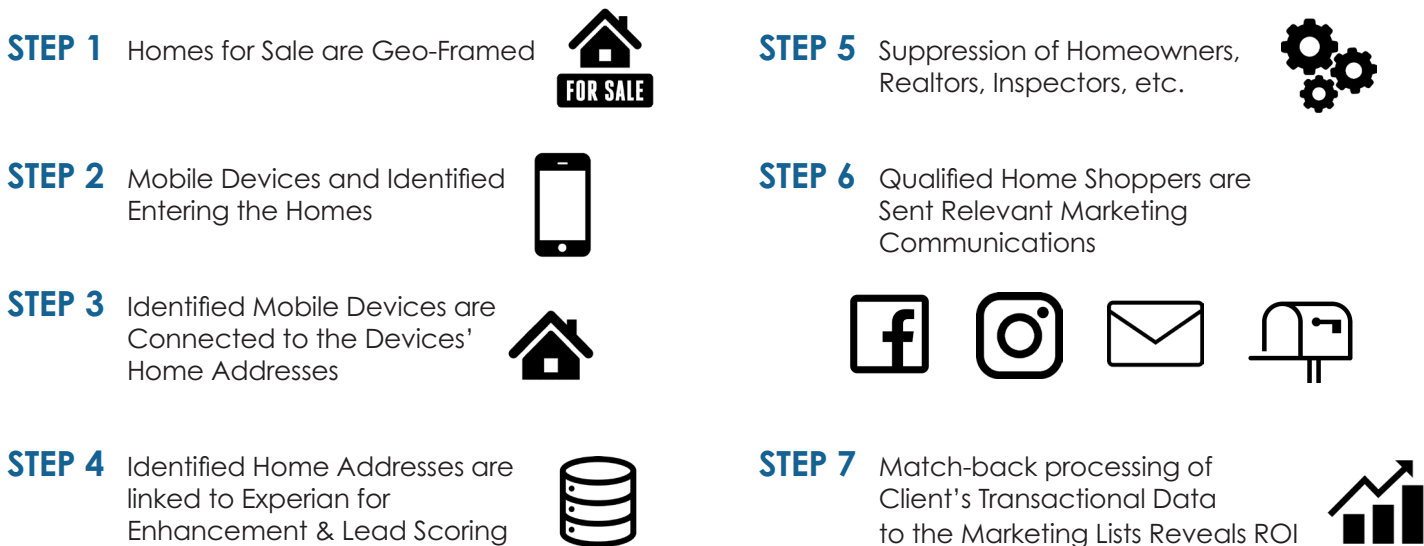 STEP 1 Homes for Sale are Geo-Framed
FOR SALE
STEP 2 Mobile Devices and Identified
Entering the Homes
STEP 3 Identified Mobile Devices are
Connected to the Devices’
Home Addresses
STEP 4 Identified Home Addresses are
linked to Experian for
Enhancement & Lead Scoring
STEP 5 Suppression of Homeowners,
Realtors, Inspectors, etc.
STEP 6 Qualified Home Shoppers are
Sent Relevant Marketing
Communications
STEP 7 Match-back processing of
Client’s Transactional Data
to the Marketing Lists Reveals ROI